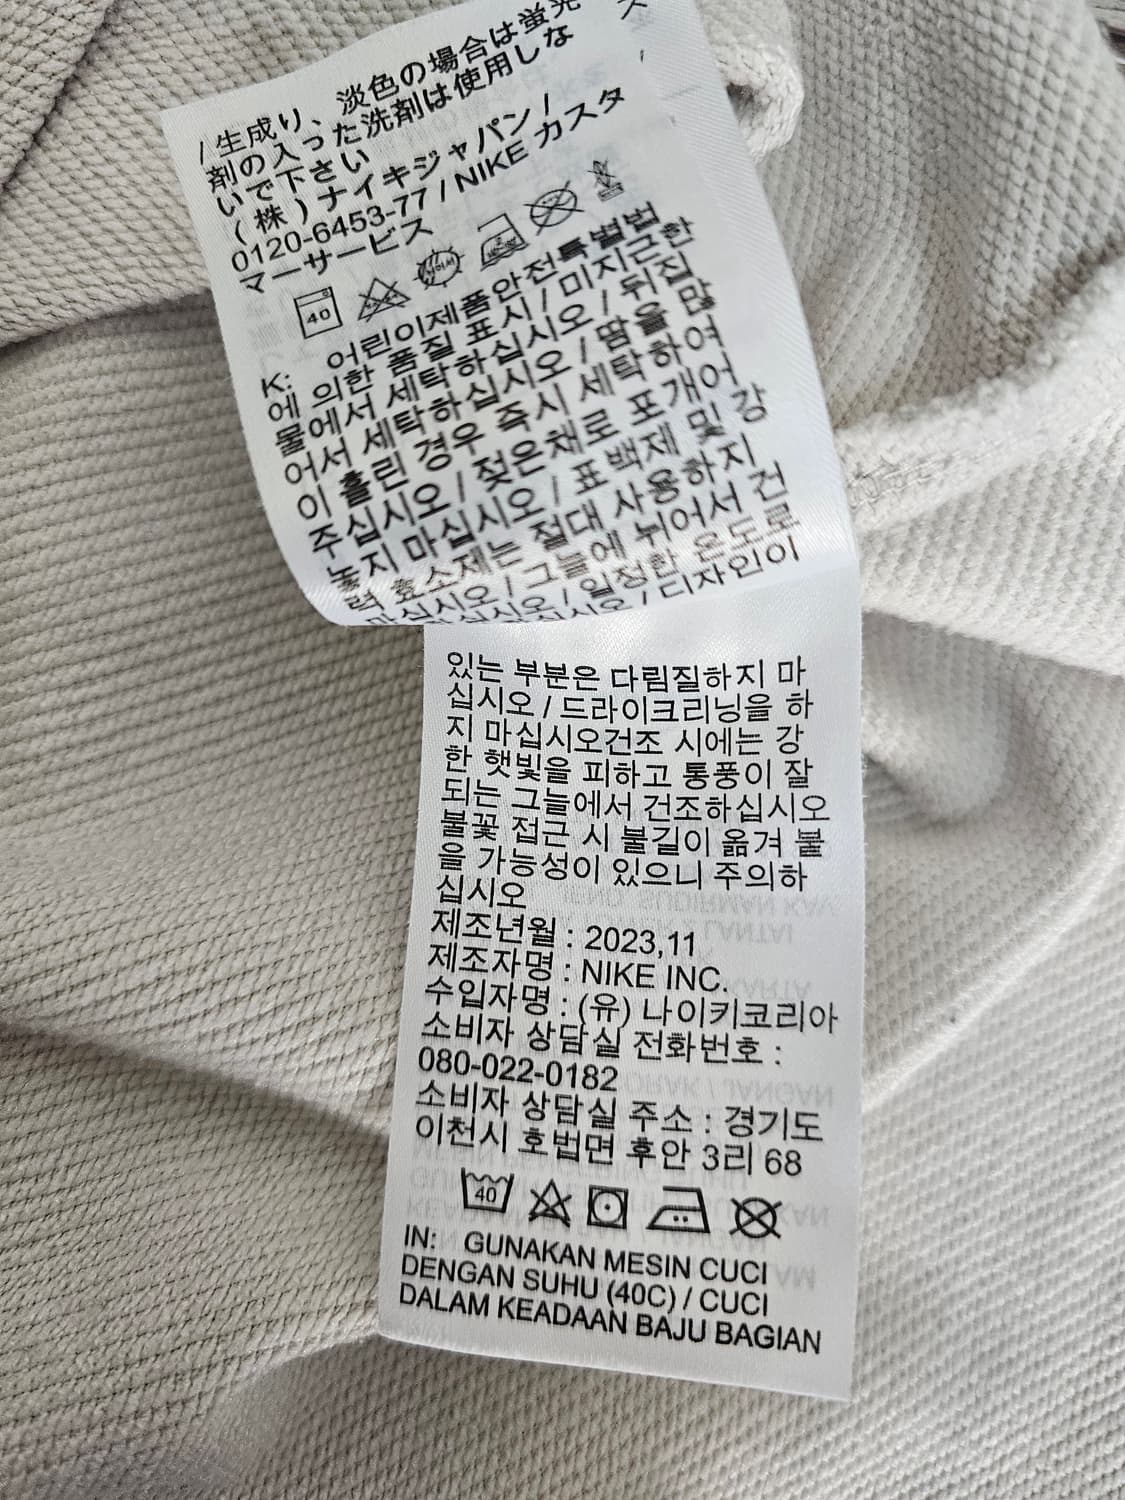 / 生成り、淡色の場合は蛍光
剤の入った洗剤は使用しな
いで下さい
(株)ナイキジャパン /
0120-6453-77 / NIKE カスタ
マーサービス
40
K: 어린이제품안전특별법
에 의한 품질 표시 / 미지근한
물에서 세탁하십시오 / 뒤집
어서 세탁하십시오 / 땀을 많
이 흘린 경우 즉시 세탁하여
주십시오 / 젖은채로 포개어
놓지 마십시오 / 표백제 및 강
력 효소제는 절대 사용하지
마십시오 / 그늘에 뉘어서 건
조하십시오 / 일정한 온도로
/ 디자인이
있는 부분은 다림질하지 마
십시오 / 드라이크리닝을 하
지 마십시오건조 시에는 강
한 햇빛을 피하고 통풍이 잘
되는 그늘에서 건조하십시오
불꽃 접근 시 불길이 옮겨 붙
을 가능성이 있으니 주의하
십시오
제조년월 : 2023,11
제조자명 : NIKE INC.
수입자명 : (유) 나이키코리아
소비자 상담실 전화번호 :
080-022-0182
소비자 상담실 주소 : 경기도
이천시 호법면 후안 3리 68
40
IN: GUNAKAN MESIN CUCI
DENGAN SUHU (40C) / CUCI
DALAM KEADAAN BAJU BAGIAN